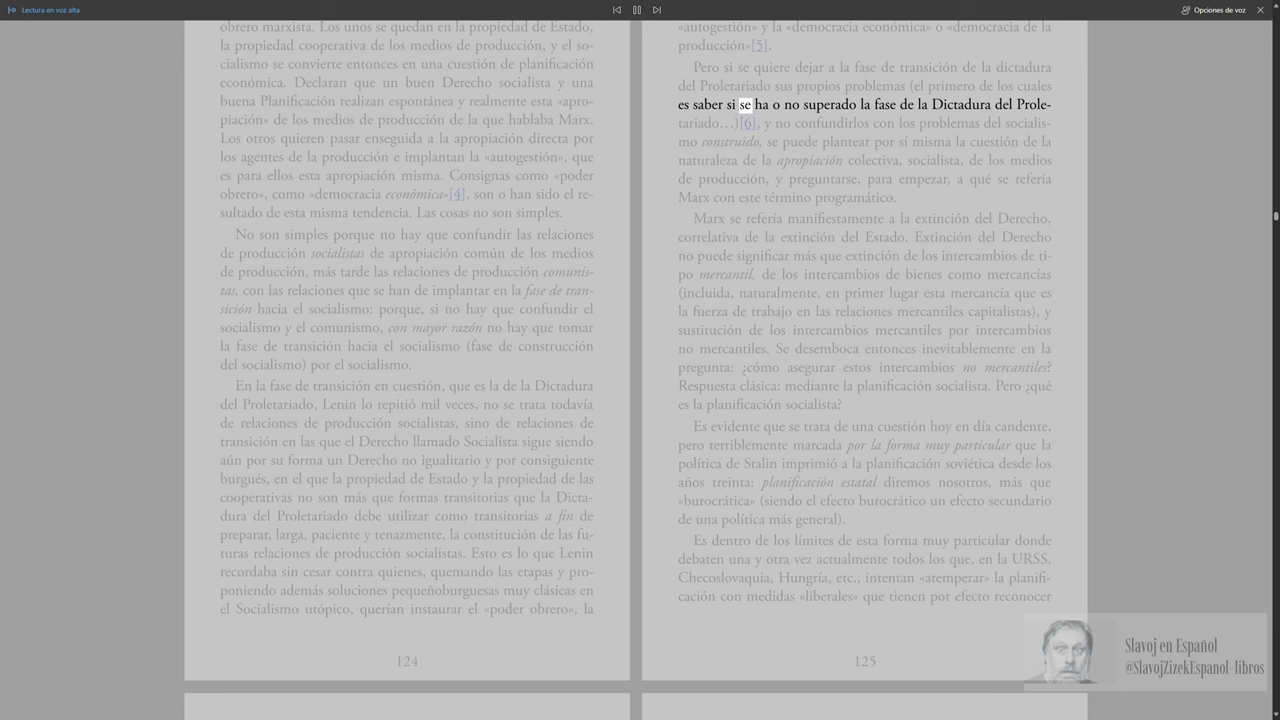 Lectura en voz alta
Opciones de voz
obrero marxista. Los unos se quedan en la propiedad de Estado,
la propiedad cooperativa de los medios de producción, y el so-
cialismo se convierte entonces en una cuestión de planificación
económica. Declaran que un buen Derecho socialista y una
buena Planificación realizan espontánea y realmente esta «apro-
piación» de los medios de producción de la que hablaba Marx.
Los otros quieren pasar enseguida a la apropiación directa por
los agentes de la producción e implantan la «autogestión», que
es para ellos esta apropiación misma. Consignas como «poder
obrero», como «democracia económica»[4], son o han sido el re-
sultado de esta misma tendencia. Las cosas no son simples.
No son simples porque no hay que confundir las relaciones
de producción socialistas de apropiación común de los medios
de producción, más tarde las relaciones de producción comunis-
tas, con las relaciones que se han de implantar en la fase de tran-
sición hacia el socialismo: porque, si no hay que confundir el
socialismo y el comunismo, con mayor razón no hay que tomar
la fase de transición hacia el socialismo (fase de construcción
del socialismo) por el socialismo.
En la fase de transición en cuestión, que es la de la Dictadura
del Proletariado, Lenin lo repitió mil veces, no se trata todavía
de relaciones de producción socialistas, sino de relaciones de
transición en las que el Derecho llamado Socialista sigue siendo
aún por su forma un Derecho no igualitario y por consiguiente
burgués, en el que la propiedad de Estado y la propiedad de las
cooperativas no son más que formas transitorias que la Dicta-
dura del Proletariado debe utilizar como transitorias a fin de
preparar, larga, paciente y tenazmente, la constitución de las fu-
turas relaciones de producción socialistas. Esto es lo que Lenin
recordaba sin cesar contra quienes, quemando las etapas y pro-
poniendo además soluciones pequeñoburguesas muy clásicas en
el Socialismo utópico, querían instaurar el «poder obrero», la
124
«autogestión» y la «democracia económica» o «democracia de la
producción»[5].
Pero si se quiere dejar a la fase de transición de la dictadura
del Proletariado sus propios problemas (el primero de los cuales
es saber si se ha o no superado la fase de la Dictadura del Prole-
tariado…)[6], y no confundirlos con los problemas del socialis-
mo construido, se puede plantear por sí misma la cuestión de la
naturaleza de la apropiación colectiva, socialista, de los medios
de producción, y preguntarse, para empezar, a qué se refería
Marx con este término programático.
Marx se refería manifiestamente a la extinción del Derecho,
correlativa de la extinción del Estado. Extinción del Derecho
no puede significar más que extinción de los intercambios de ti-
po mercantil, de los intercambios de bienes como mercancías
(incluida, naturalmente, en primer lugar esta mercancía que es
la fuerza de trabajo en las relaciones mercantiles capitalistas), y
sustitución de los intercambios mercantiles por intercambios
no mercantiles. Se desemboca entonces inevitablemente en la
pregunta: ¿cómo asegurar estos intercambios no mercantiles?
Respuesta clásica: mediante la planificación socialista. Pero ¿qué
es la planificación socialista?
Es evidente que se trata de una cuestión hoy en día candente,
pero terriblemente marcada por la forma muy particular que la
política de Stalin imprimió a la planificación soviética desde los
años treinta: planificación estatal diremos nosotros, más que
«burocrática» (siendo el efecto burocrático un efecto secundario
de una política más general).
Es dentro de los límites de esta forma muy particular donde
debaten una y otra vez actualmente todos los que, en la URSS,
Checoslovaquia, Hungría, etc., intentan «atemperar» la planifi-
cación con medidas «liberales» que tienen por efecto reconocer
125
Slavoj en Español
@SlavojZizekEspanol-libros